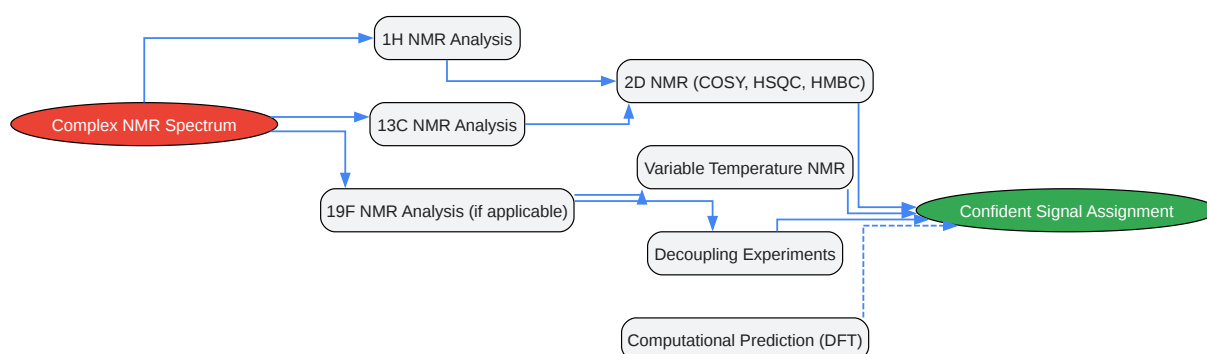 1H NMR Analysis
2D NMR (COSY, HSQC, HMBC)
Complex NMR Spectrum
13C NMR Analysis
Variable Temperature NMR
19F NMR Analysis (if applicable)
Confident Signal Assignment
Decoupling Experiments
Computational Prediction (DFT)